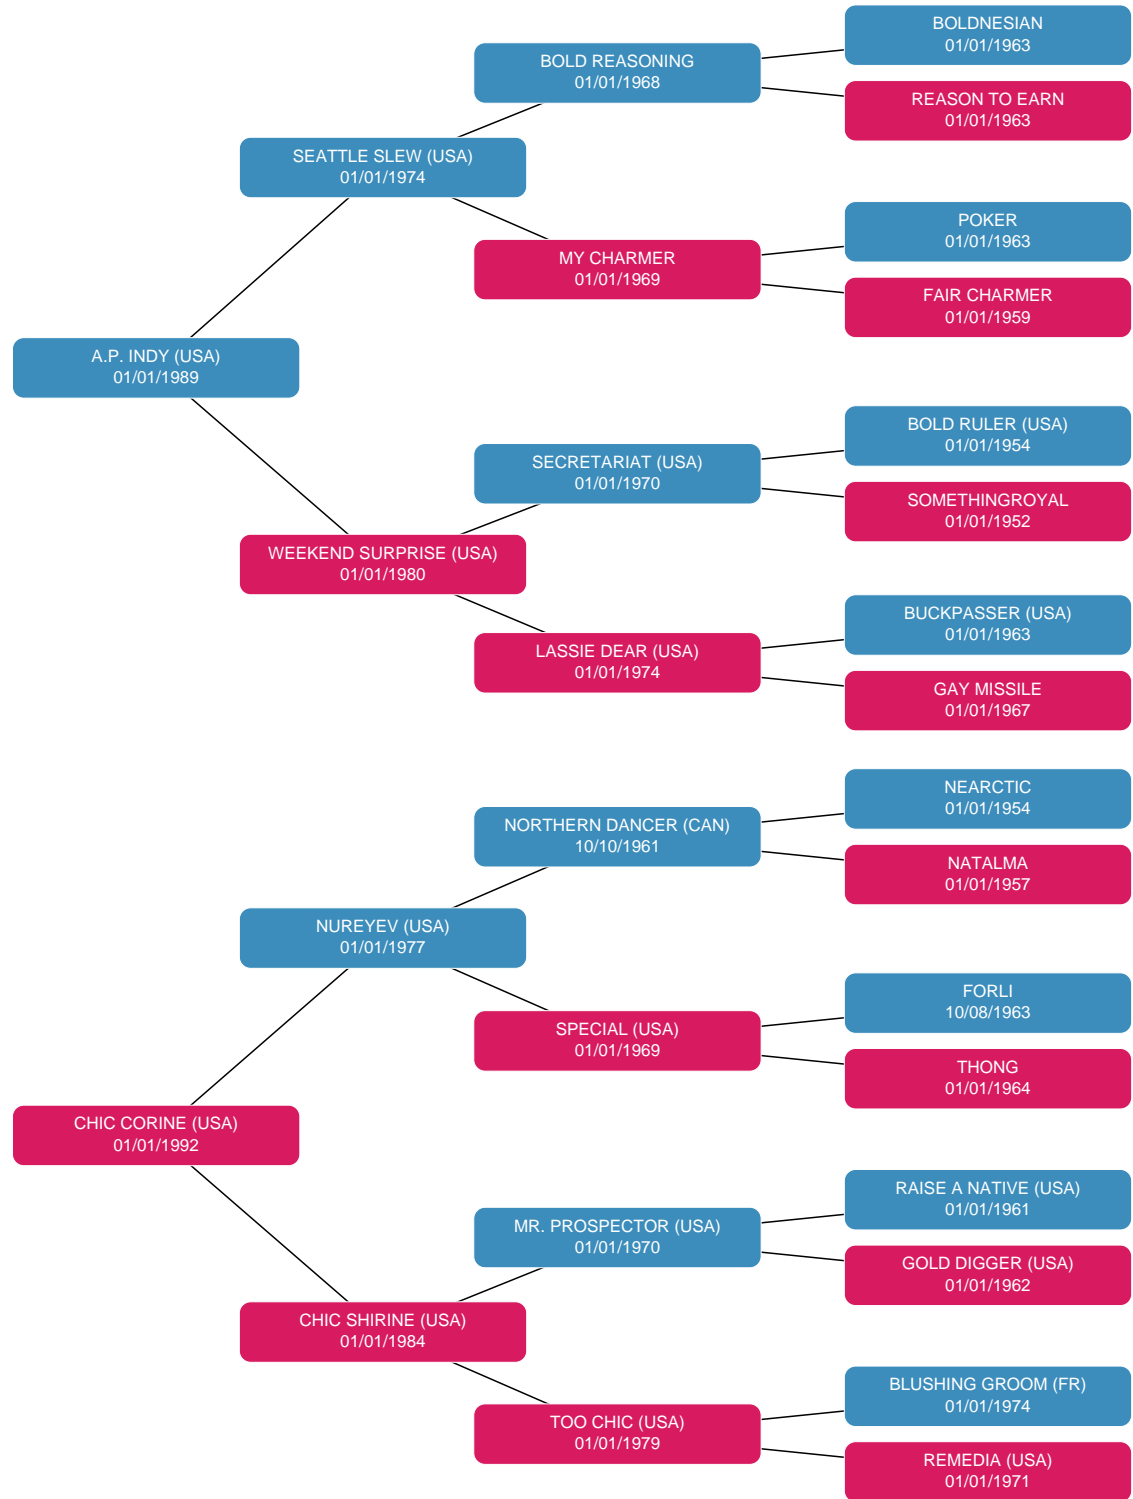 BOLDNESIAN
01/01/1963
BOLD REASONING
01/01/1968
REASON TO EARN
01/01/1963
SEATTLE SLEW (USA)
01/01/1974
POKER
01/01/1963
MY CHARMER
01/01/1969
FAIR CHARMER
01/01/1959
A.P. INDY (USA)
01/01/1989
BOLD RULER (USA)
01/01/1954
SECRETARIAT (USA)
01/01/1970
SOMETHINGROYAL
01/01/1952
WEEKEND SURPRISE (USA)
01/01/1980
BUCKPASSER (USA)
01/01/1963
LASSIE DEAR (USA)
01/01/1974
GAY MISSILE
01/01/1967
NEARCTIC
01/01/1954
NORTHERN DANCER (CAN)
10/10/1961
NATALMA
01/01/1957
NUREYEV (USA)
01/01/1977
FORLI
10/08/1963
SPECIAL (USA)
01/01/1969
THONG
01/01/1964
CHIC CORINE (USA)
01/01/1992
RAISE A NATIVE (USA)
01/01/1961
MR. PROSPECTOR (USA)
01/01/1970
GOLD DIGGER (USA)
01/01/1962
CHIC SHIRINE (USA)
01/01/1984
BLUSHING GROOM (FR)
01/01/1974
TOO CHIC (USA)
01/01/1979
REMEDIA (USA)
01/01/1971